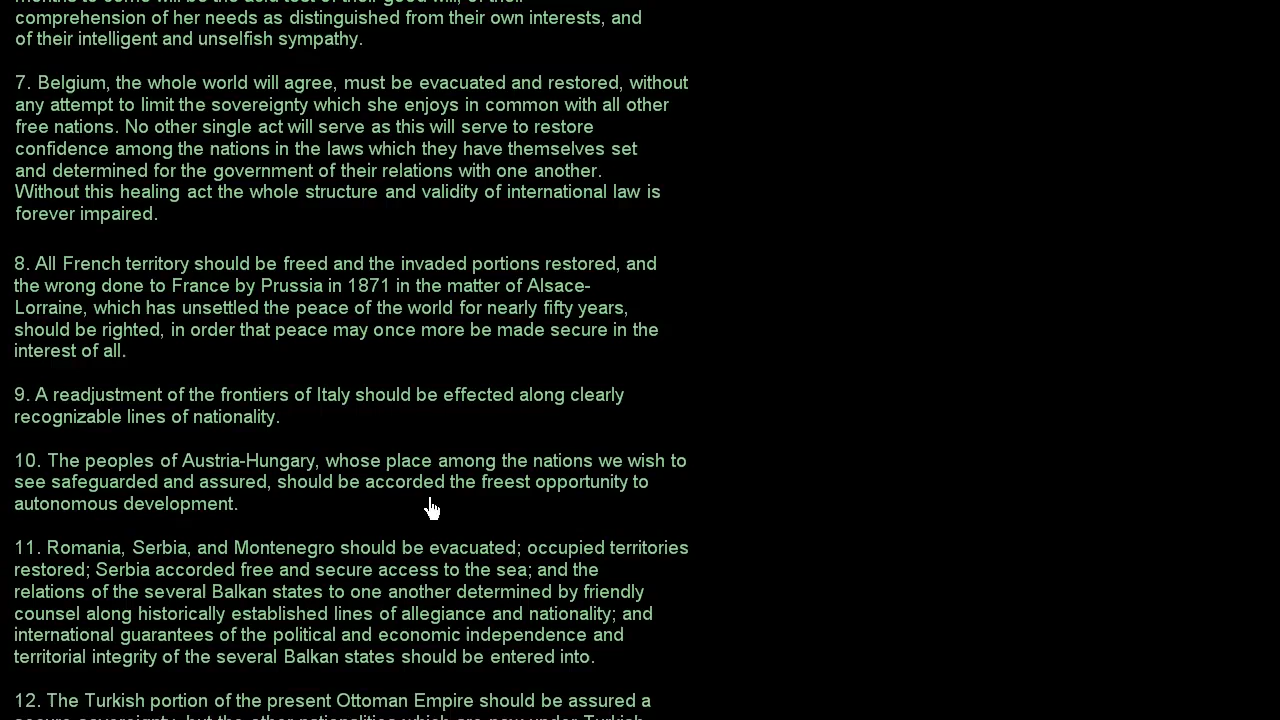 comprehension of her needs as distinguished from their own interests, and
of their intelligent and unselfish sympathy.
7. Belgium, the whole world will agree, must be evacuated and restored, without
any attempt to limit the sovereignty which she enjoys in common with all other
free nations. No other single act will serve as this will serve to restore
confidence among the nations in the laws which they have themselves set
and determined for the government of their relations with one another.
Without this healing act the whole structure and validity of international law is
forever impaired.
8. All French territory should be freed and the invaded portions restored, and
the wrong done to France by Prussia in 1871 in the matter of Alsace-
Lorraine, which has unsettled the peace of the world for nearly fifty years,
should be righted, in order that peace may once more be made secure in the
interest of all.
9. A readjustment of the frontiers of Italy should be effected along clearly
recognizable lines of nationality.
10. The peoples of Austria-Hungary, whose place among the nations we wish to
see safeguarded and assured, should be accorded the freest opportunity to
autonomous development.
11. Romania, Serbia, and Montenegro should be evacuated; occupied territories
restored; Serbia accorded free and secure access to the sea; and the
relations of the several Balkan states to one another determined by friendly
counsel along historically established lines of allegiance and nationality; and
international guarantees of the political and economic independence and
territorial integrity of the several Balkan states should be entered into.
12. The Turkish portion of the present Ottoman Empire should be assured a